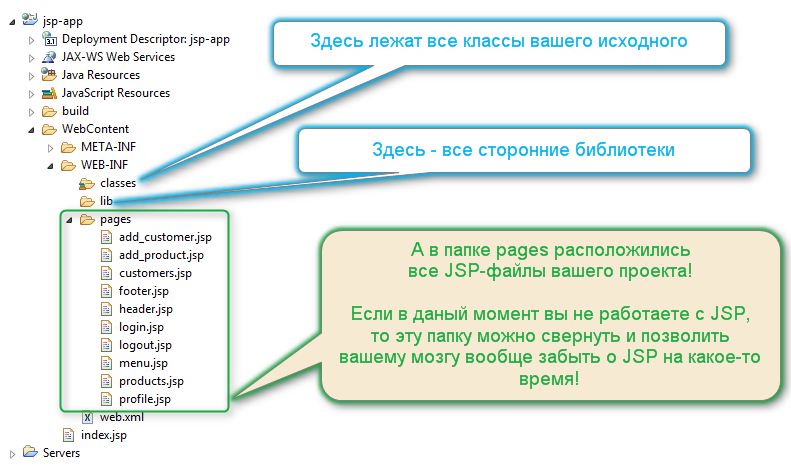 jsp-app
Deployment Descriptor: jsp-app
JAX-WS Web Services
Java Resources
JavaScript Resources
build
WebContent
META-INF
WEB-INF
classes
lib
pages
add_customer.jsp
add_product.jsp
customers.jsp
footer.jsp
header.jsp
login.jsp
logout.jsp
menu.jsp
products.jsp
profile.jsp
web.xml
index.jsp
Servers
Здесь лежат все классы вашего исходного
Здесь - все сторонние библиотеки
А в папке pages расположились
все JSP-файлы вашего проекта!
Если в даный момент вы не работаете с JSP,
то эту папку можно свернуть и позволить
вашему мозгу вообще забыть о JSP на какое-то
время!